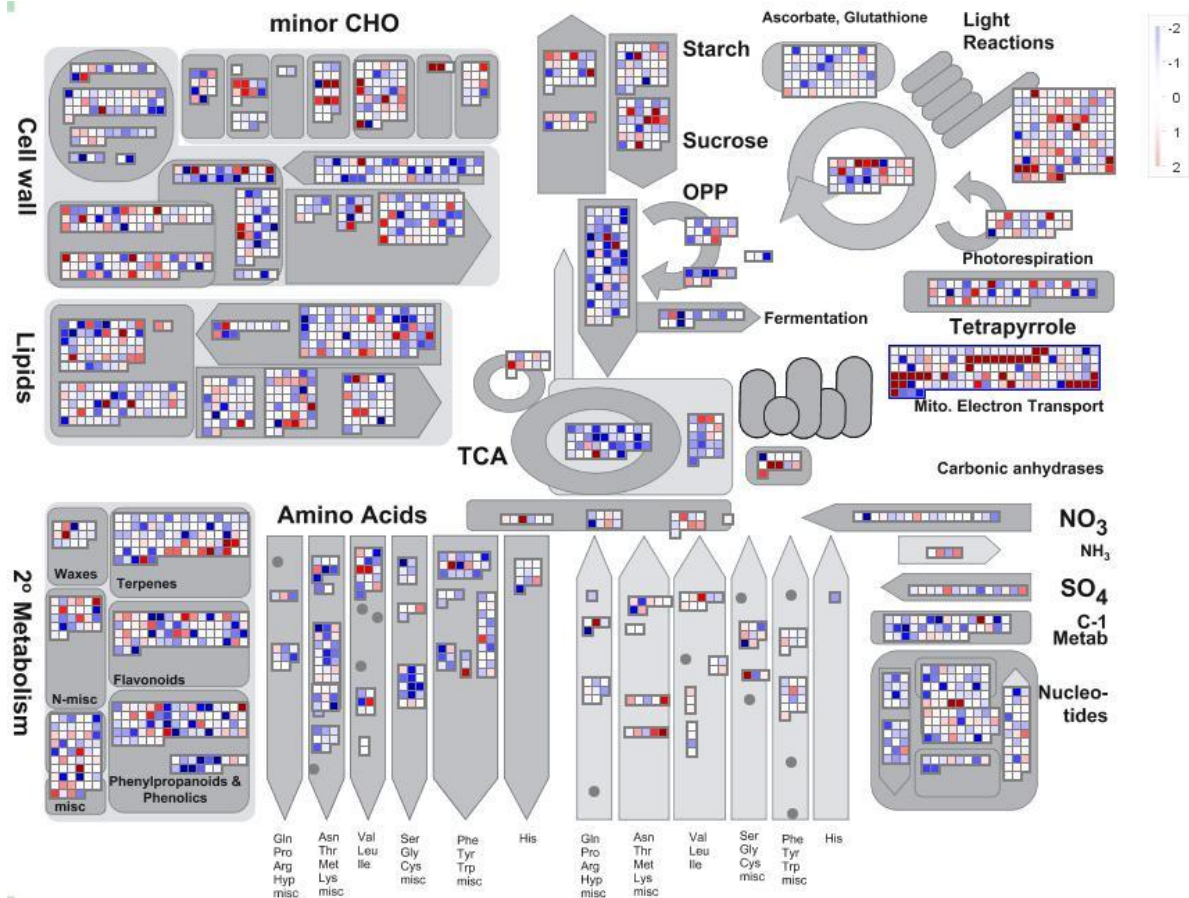 minor CHO
Cell wall
Lipids
2º Metabolism
Starch
Sucrose
OPP
TCA
Fermentation
Ascorbate, Glutathione
Light
Reactions
-2
-1
0
1
2
Photorespiration
Tetrapyrrole
Mito. Electron Transport
Carbonic anhydrases
Amino Acids
Waxes
Terpenes
N-misc
Flavonoids
misc
Phenylpropanoids &
Phenolics
NO3
NH3
SO4
C-1
Metab
Nucleo-
tides
Gln
Pro
Arg
Hyp
misc
Asn
Thr
Met
Lys
misc
Val
Leu
Ile
Ser
Gly
Cys
misc
Phe
Tyr
Trp
misc
His
Gln
Pro
Arg
Hyp
misc
Asn
Thr
Met
Lys
misc
Val
Leu
Ile
Ser
Gly
Cys
misc
Phe
Tyr
Trp
misc
His